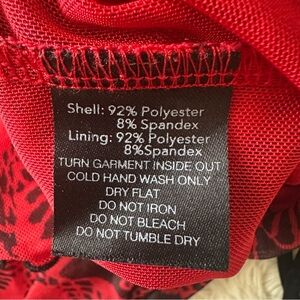 Shell: 92% Polyester
8% Spandex
Lining: 92% Polyester
8%Spandex
TURN GARMENT INSIDE OUT
COLD HAND WASH ONLY
DRY FLAT
DO NOT IRON
DO NOT BLEACH
DO NOT TUMBLE DRY